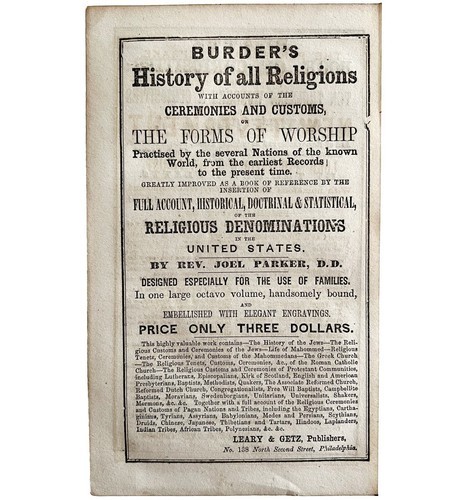 BURDER'S
History of all Religions
WITH ACCOUNTS OF THE
CEREMONIES AND CUSTOMS,
OR
THE FORMS OF WORSHIP
Practised by the several Nations of the known
World, from the earliest Records
to the present time.
GREATLY IMPROVED AS A BOOK OF REFERENCE BY THE
INSERTION OF
FULL ACCOUNT, HISTORICAL, DOCTRINAL & STATISTICAL,
OF THE
RELIGIOUS DENOMINATIONS
IN THE
UNITED STATES.
BY REV. JOEL PARKER, D.D.
DESIGNED ESPECIALLY FOR THE USE OF FAMILIES.
In one large octavo volume, handsomely bound,
AND
EMBELLISHED WITH ELEGANT ENGRAVINGS.
PRICE ONLY THREE DOLLARS.
This highly valuable work contains—The History of the Jews—The Reli-
gious Customs and Ceremonies of the Jews—Life of Mahommed—Religious
Tenets, Ceremonies, and Customs of the Mahommedans—The Greek Church
—The Religious Tenets, Customs, Ceremonies, &c., of the Roman Catholic
Church—The Religious Customs and Ceremonies of Protestant Communities,
including Lutherans, Episcopalians, Kirk of Scotland, English and American
Presbyterians, Baptists, Methodists, Quakers, The Associate Reformed Church,
Reformed Dutch Church, Congregationalists, Free Will Baptists, Campbellite
Baptists, Moravians, Swedenborgians, Unitarians, Universalists, Shakers,
Mormons, &c. &c. Together with a full account of the Religious Ceremonies
and Customs of Pagan Nations and Tribes, including the Egyptians, Cartha-
ginians, Tyrians, Assyrians, Babylonians, Medes and Persians, Scythians,
Druids, Chinese, Japanese, Thibetians and Tartars, Hindoos, Laplanders,
Indian Tribes, African Tribes, Polynesians, &c. &c.
LEARY & GETZ, Publishers,
No. 138 North Second Street, Philadelphia.